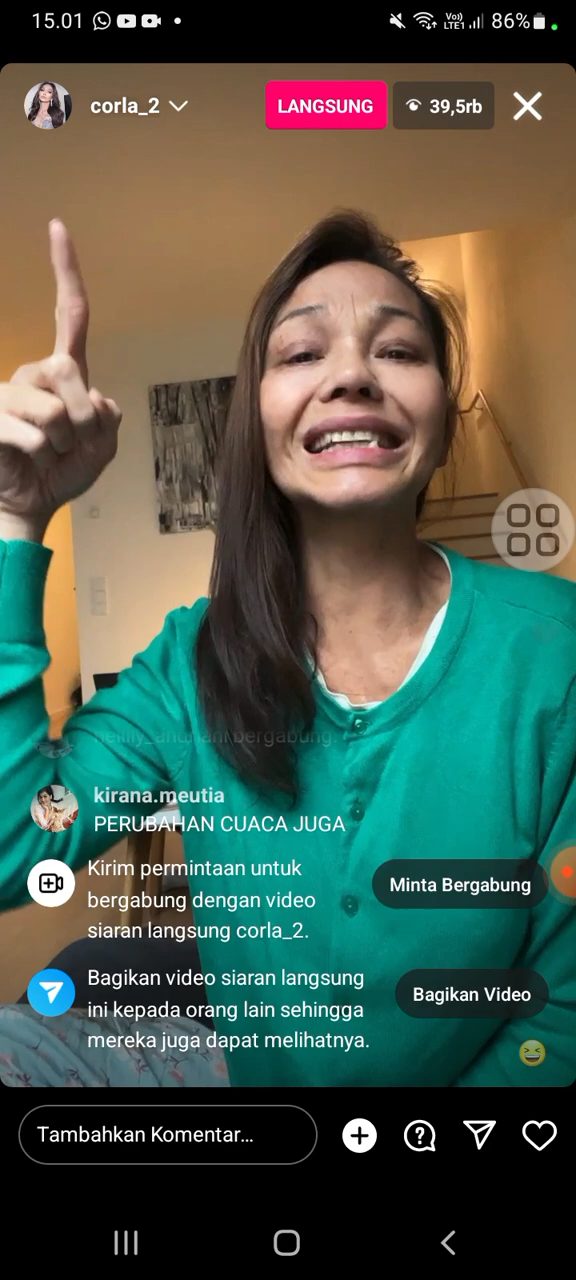 15.01
86%
corla_2
LANGSUNG
39,5rb
bergabung.
kirana.meutia
PERUBAHAN CUACA JUGA
Kirim permintaan untuk
bergabung dengan video
siaran langsung corla_2.
Minta Bergabung
Bagikan video siaran langsung
ini kepada orang lain sehingga
mereka juga dapat melihatnya.
Bagikan Video
Tambahkan Komentar...